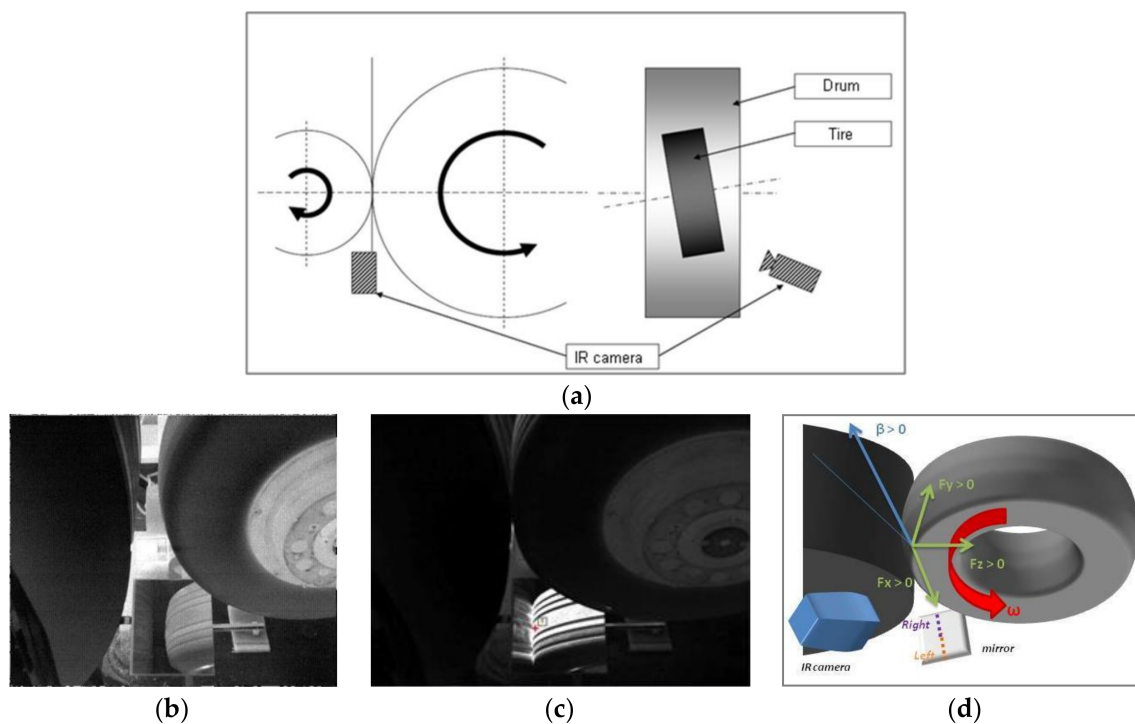 Drum
Tire
IR camera
(a)
β > 0
Fy > 0
Fz > 0
Fx > 0
ω
Right
Left
mirror
IR camera
(b)
(c)
(d)